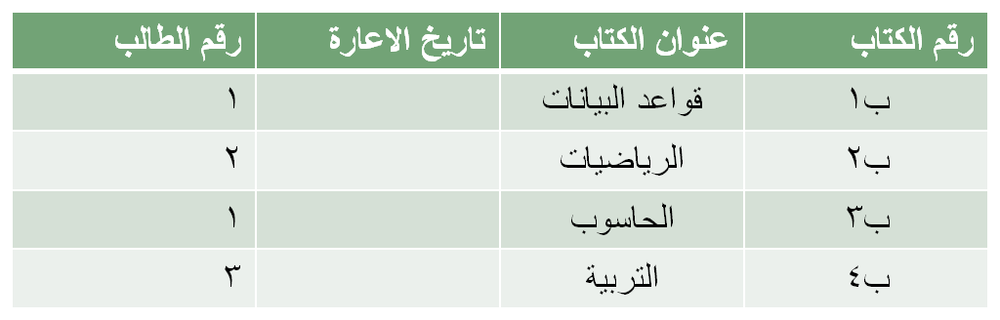 رقم الكتاب عنوان الكتاب تاريخ الاعارة رقم الطالب
ب١ قواعد البيانات ١
ب٢ الرياضيات ٢
ب٣ الحاسوب ١
ب٤ التربية ٣